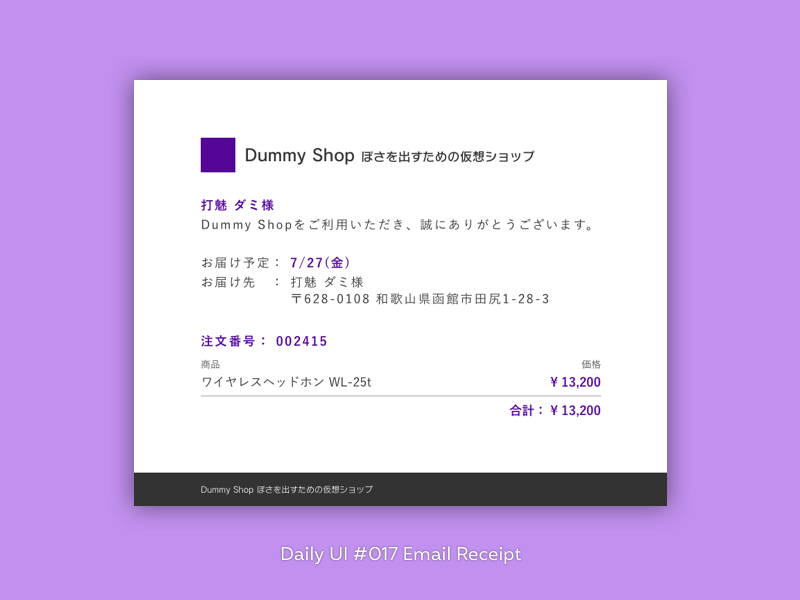 Dummy Shop ぽさを出すための仮想ショップ
打魅 ダミ様
Dummy Shopをご利用いただき、誠にありがとうございます。
お届け予定： 7/27(金)
お届け先　： 打魅 ダミ様
〒628-0108 和歌山県函館市田尻1-28-3
注文番号： 002415
商品 価格
ワイヤレスヘッドホン WL-25t ¥ 13,200
合計：¥ 13,200
Dummy Shop ぽさを出すための仮想ショップ
Daily UI #017 Email Receipt